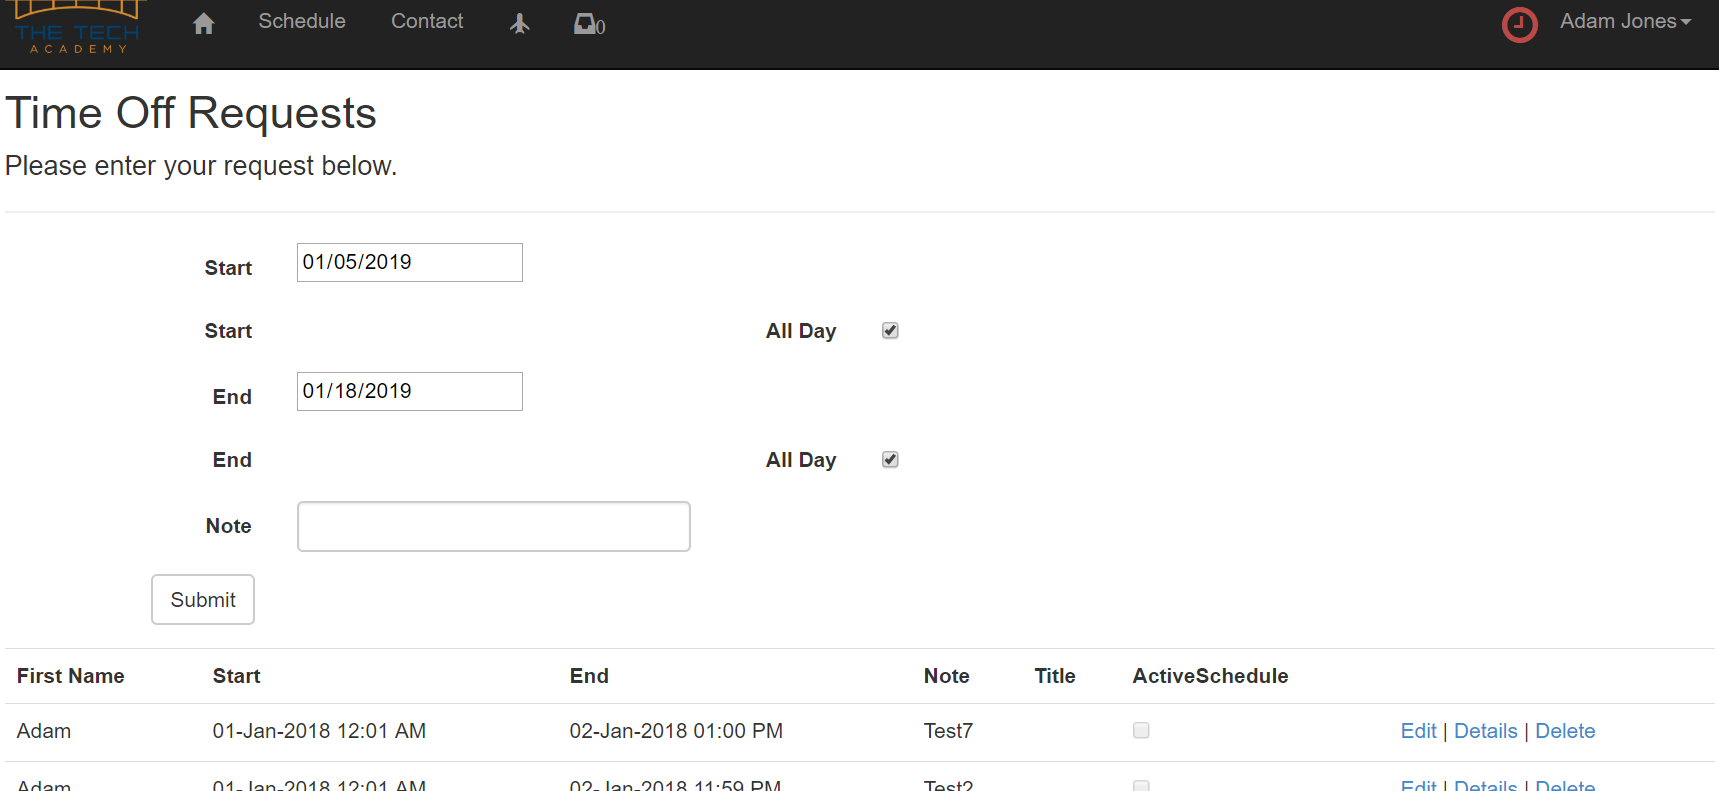 THE TECH
ACADEMY
Schedule Contact 0 Adam Jones
Time Off Requests
Please enter your request below.
Start 01/05/2019
Start All Day
End 01/18/2019
End All Day
Note
Submit
First Name Start End Note Title ActiveSchedule
Adam 01-Jan-2018 12:01 AM 02-Jan-2018 01:00 PM Test7 Edit | Details | Delete
Adam 01-Jan-2018 12:01 AM 02-Jan-2018 11:59 PM Test2 Edit | Details | Delete